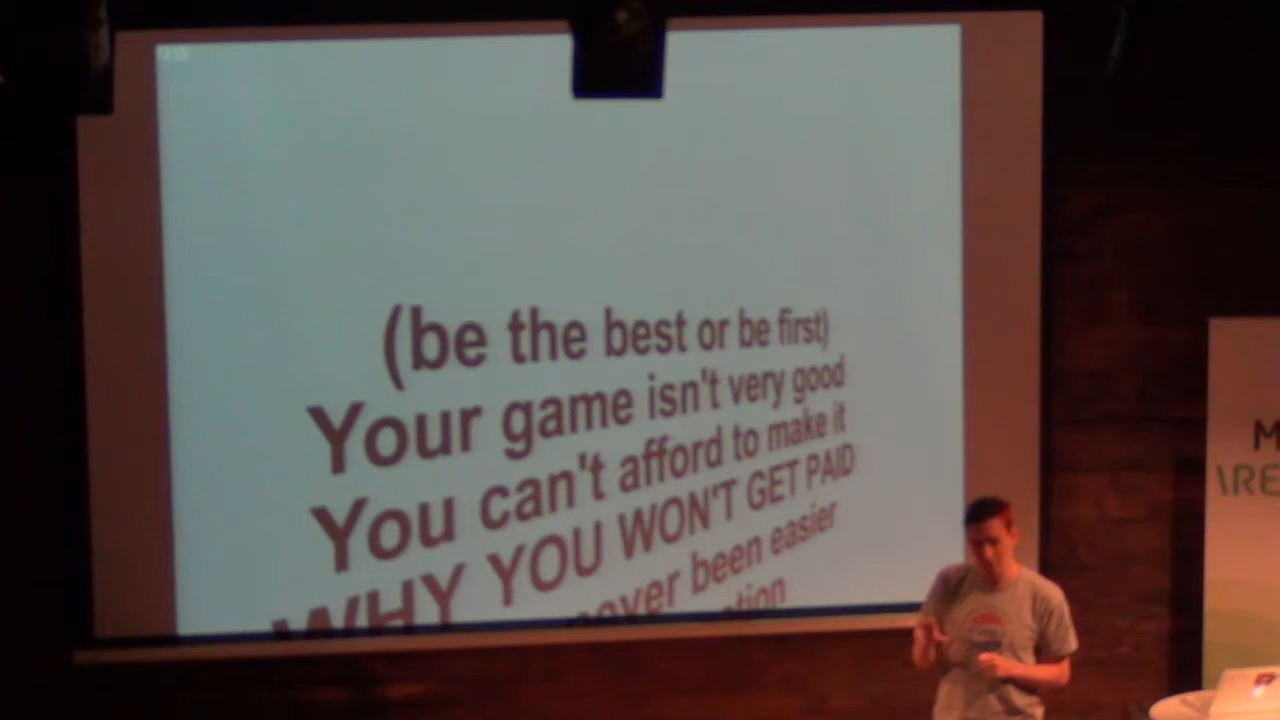 (be the best or be first)
Your game isn't very good
You can't afford to make it
WHY YOU WON'T GET PAID
never been easier